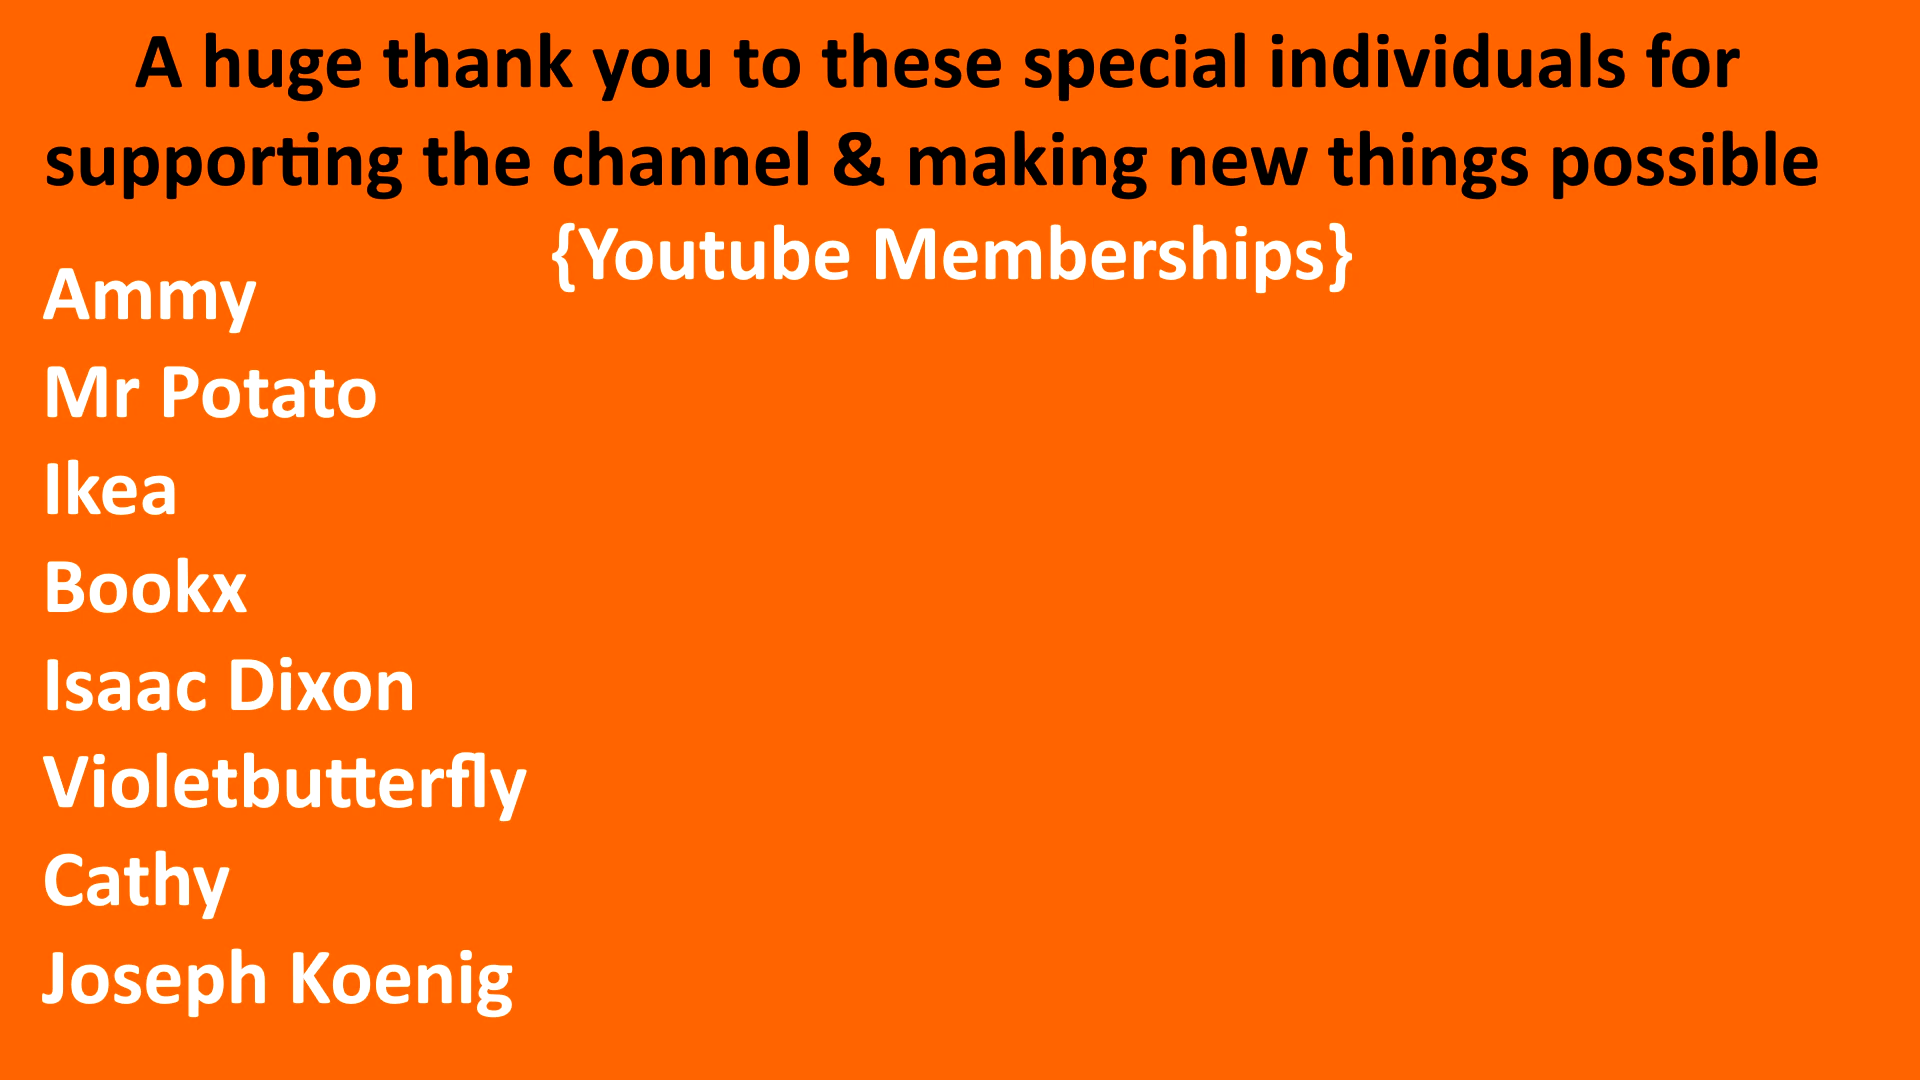 A huge thank you to these special individuals for
supporting the channel & making new things possible
{Youtube Memberships}
Ammy
Mr Potato
Ikea
Bookx
Isaac Dixon
Violetbutterfly
Cathy
Joseph Koenig